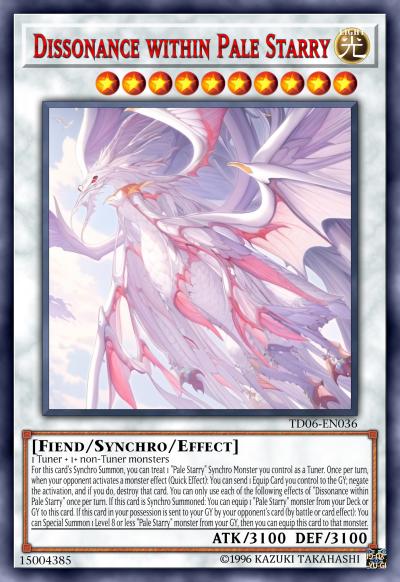 DISSONANCE WITHIN PALE STARRY
LIGHT
光
TD06-EN036
[FIEND/SYNCHRO/EFFECT]
1 Tuner + 1+ non-Tuner monsters
For this card's Synchro Summon, you can treat 1 "Pale Starry" Synchro Monster you control as a Tuner. Once per turn,
when your opponent activates a monster effect (Quick Effect): You can send 1 Equip Card you control to the GY; negate
the activation, and if you do, destroy that card. You can only use each of the following effects of "Dissonance within
Pale Starry" once per turn. If this card is Synchro Summoned: You can equip 1 "Pale Starry" monster from your Deck or
GY to this card. If this card in your possession is sent to your GY by your opponent's card (by battle or card effect): You
can Special Summon 1 Level 8 or less "Pale Starry" monster from your GY, then you can equip this card to that monster.
ATK/3100 DEF/3100
15004385
©1996 KAZUKI TAKAHASHI